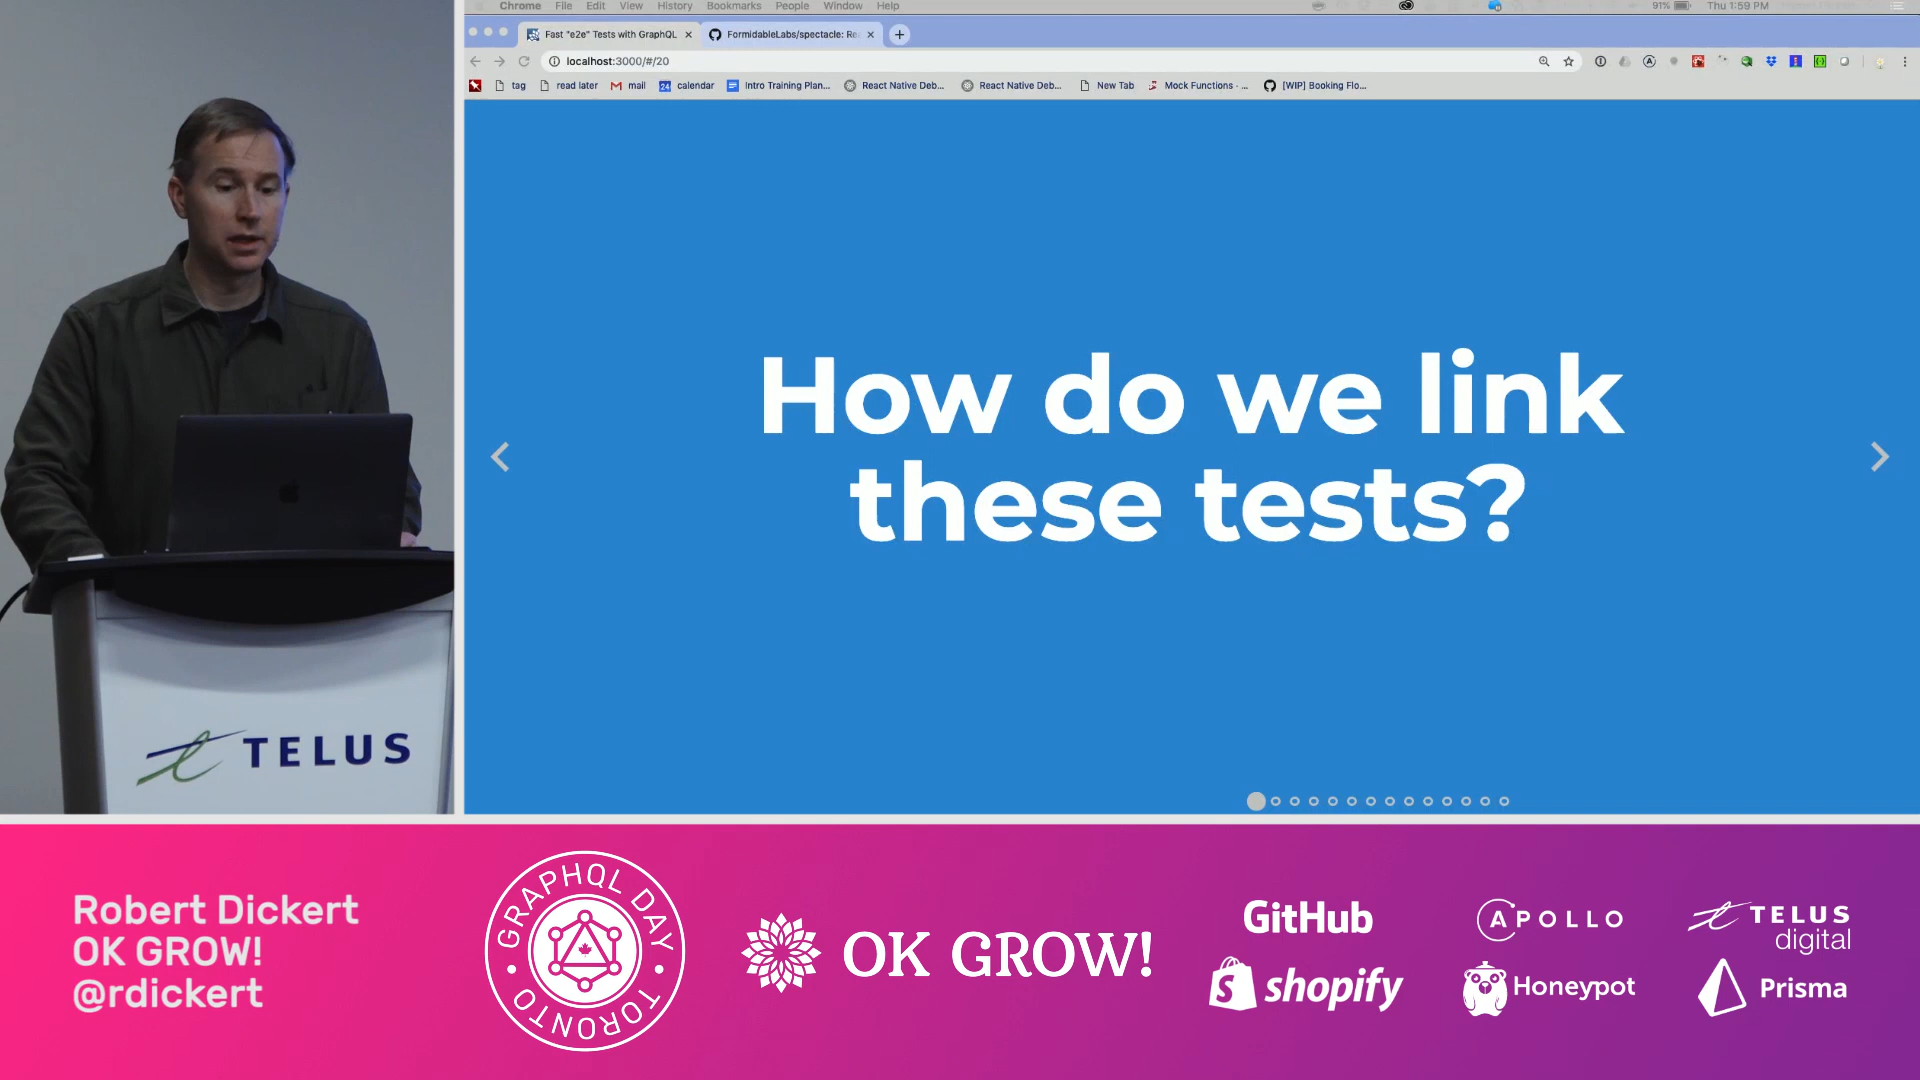 Chrome File Edit View History Bookmarks People Window Help
91% Thu 1:59 PM
Fast "e2e" Tests with GraphQL
FormidableLabs/spectacle: Re
localhost:3000/#/20
tag
read later
mail
24 calendar
Intro Training Plan...
React Native Deb...
React Native Deb...
New Tab
Mock Functions · ...
[WIP] Booking Flo...
How do we link
these tests?
TELUS
Robert Dickert
OK GROW!
@rdickert
GRAPHQL DAY
TORONTO
OK GROW!
GitHub
APOLLO
TELUS
digital
shopify
Honeypot
Prisma